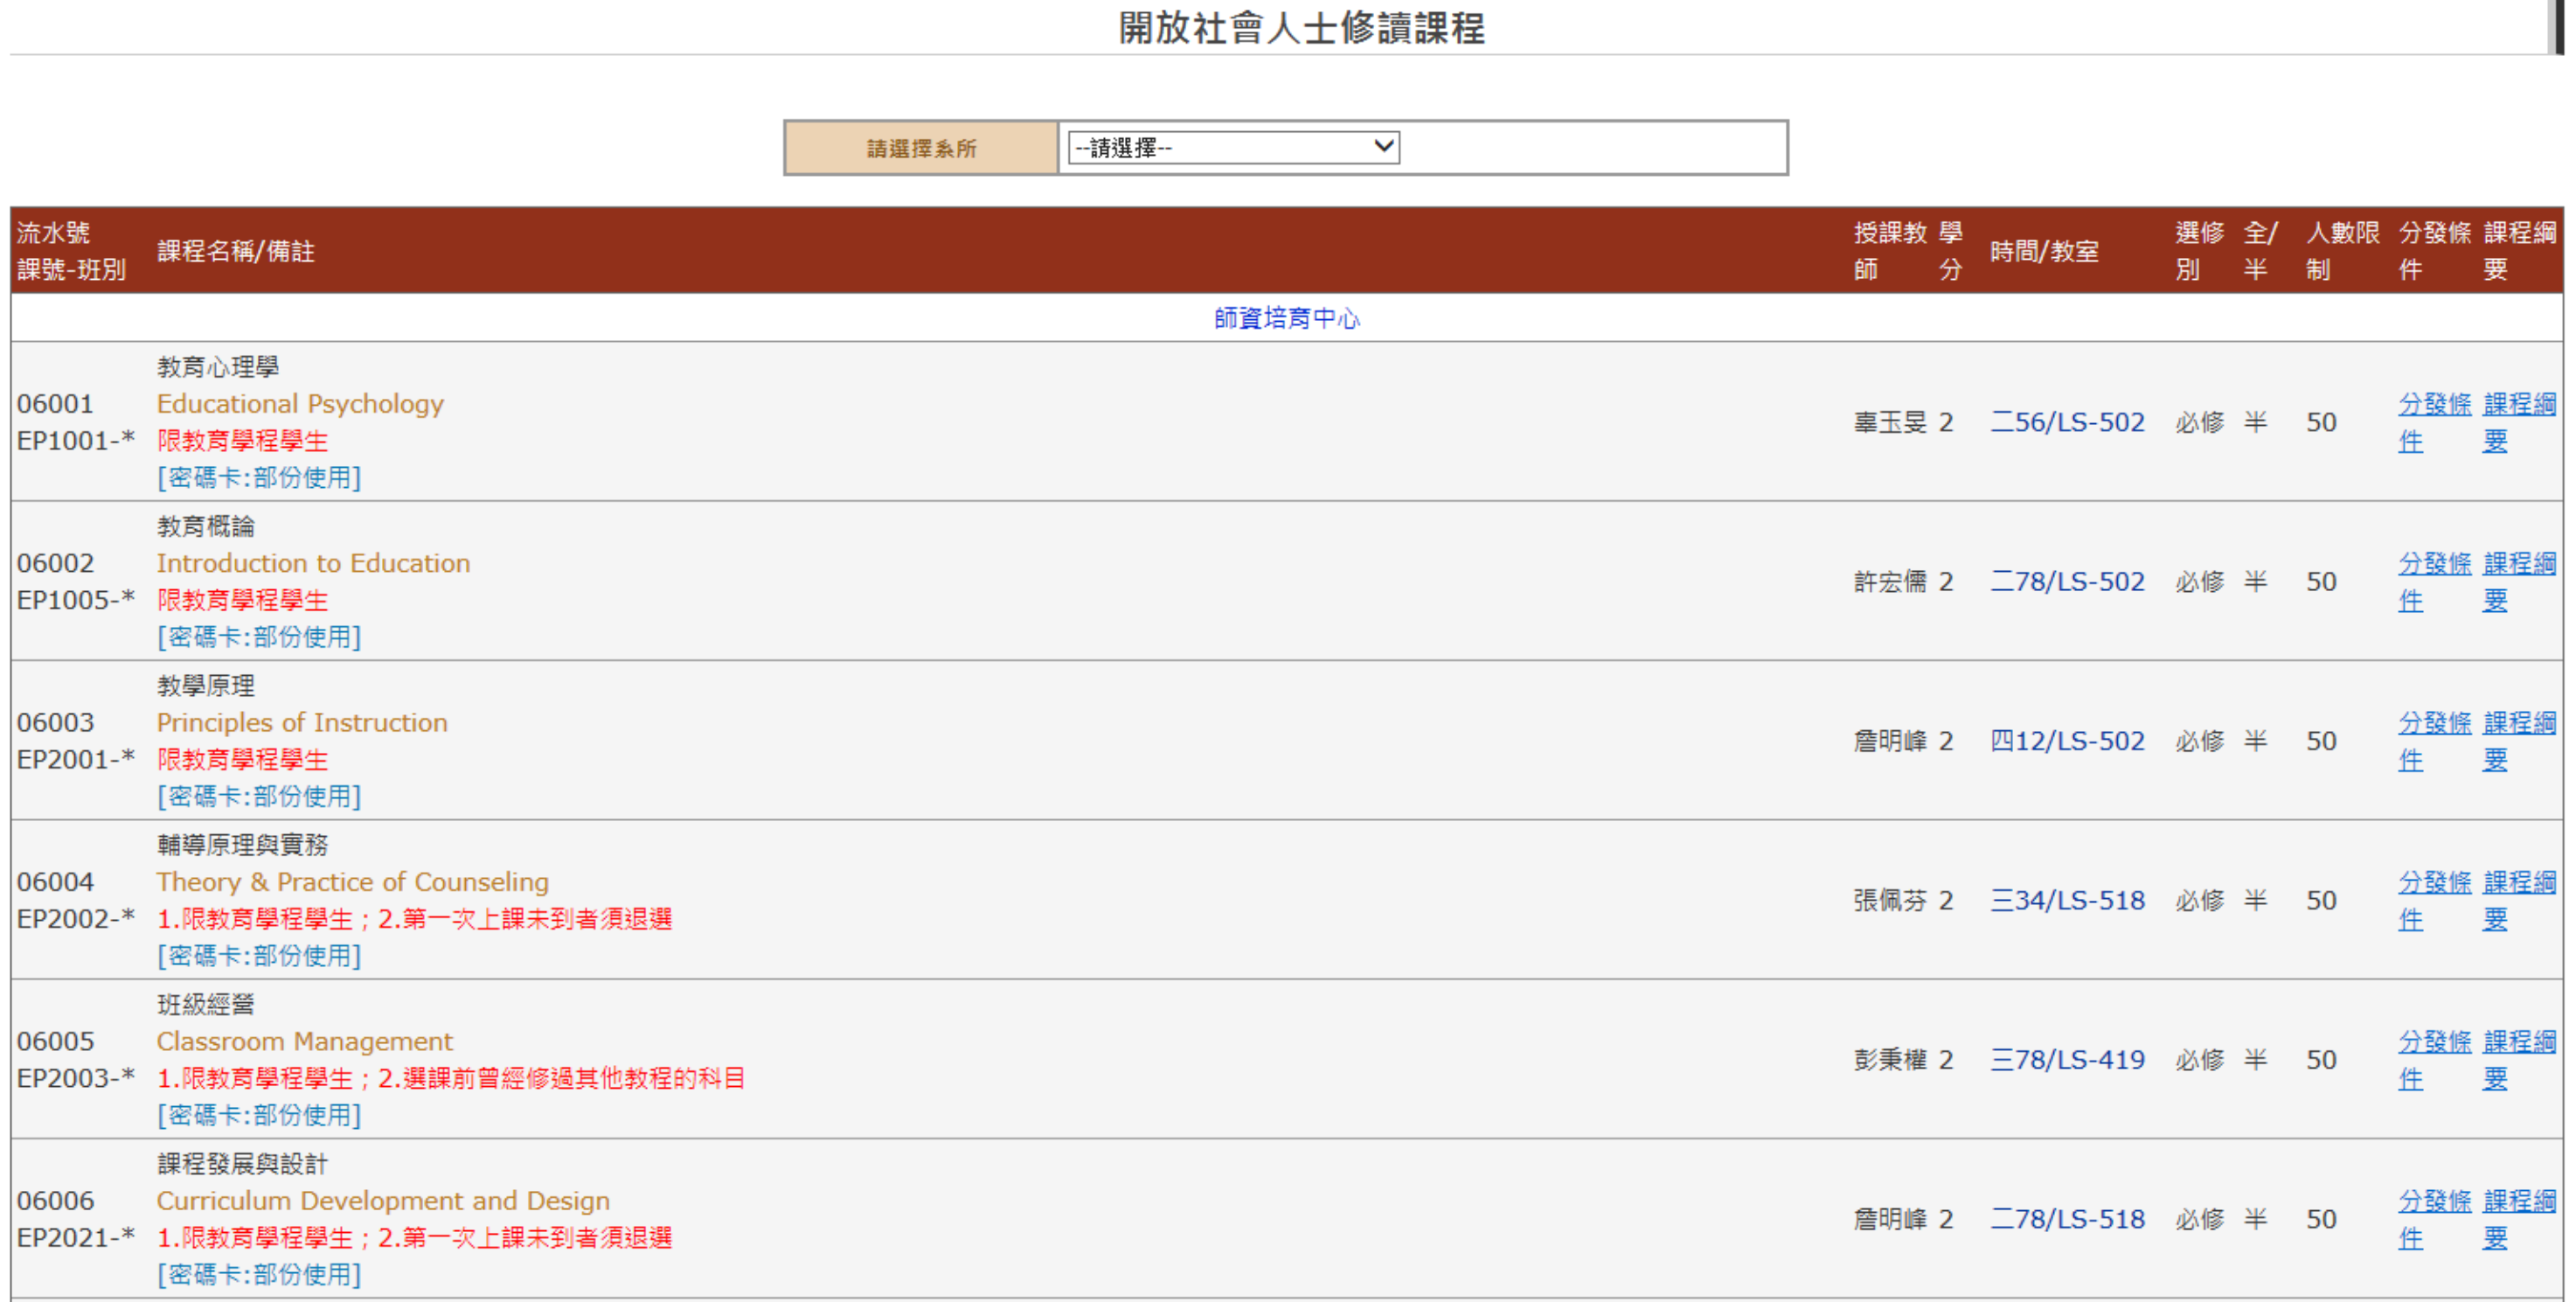 開放社會人士修讀課程
請選擇系所 --請選擇--
流水號
課號-班別 課程名稱/備註 授課教師 學分 時間/教室 選修別 全/半 人數限制 分發條件 課程綱要
師資培育中心
教育心理學
06001 Educational Psychology
EP1001-* 限教育學程學生 辜玉旻 2 二56/LS-502 必修 半 50 分發條件 課程綱要
[密碼卡:部份使用]
教育概論
06002 Introduction to Education
EP1005-* 限教育學程學生 許宏儒 2 二78/LS-502 必修 半 50 分發條件 課程綱要
[密碼卡:部份使用]
教學原理
06003 Principles of Instruction
EP2001-* 限教育學程學生 詹明峰 2 四12/LS-502 必修 半 50 分發條件 課程綱要
[密碼卡:部份使用]
輔導原理與實務
06004 Theory & Practice of Counseling
EP2002-* 1.限教育學程學生；2.第一次上課未到者須退選 張佩芬 2 三34/LS-518 必修 半 50 分發條件 課程綱要
[密碼卡:部份使用]
班級經營
06005 Classroom Management
EP2003-* 1.限教育學程學生；2.選課前曾經修過其他教程的科目 彭秉權 2 三78/LS-419 必修 半 50 分發條件 課程綱要
[密碼卡:部份使用]
課程發展與設計
06006 Curriculum Development and Design
EP2021-* 1.限教育學程學生；2.第一次上課未到者須退選 詹明峰 2 二78/LS-518 必修 半 50 分發條件 課程綱要
[密碼卡:部份使用]